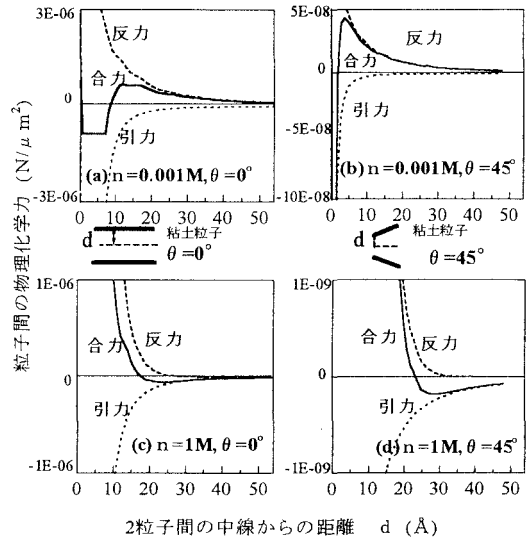 粒子間の物理化学力 (N/μm²)
3E-06
0
-3E-06
反力
合力
引力
(a) n=0.001M, θ=0°
0 10 20 30 40 50
5E-08
0
-5E-08
-10E-08
反力
合力
引力
(b) n=0.001M, θ=45°
0 10 20 30 40 50
d
粘土粒子
θ=0°
d
粘土粒子
θ=45°
1E-06
0
-1E-06
合力
反力
引力
(c) n=1M, θ=0°
0 10 20 30 40 50
1E-09
0
-1E-09
合力
反力
引力
(d) n=1M, θ=45°
0 10 20 30 40 50
2粒子間の中線からの距離 d (Å)